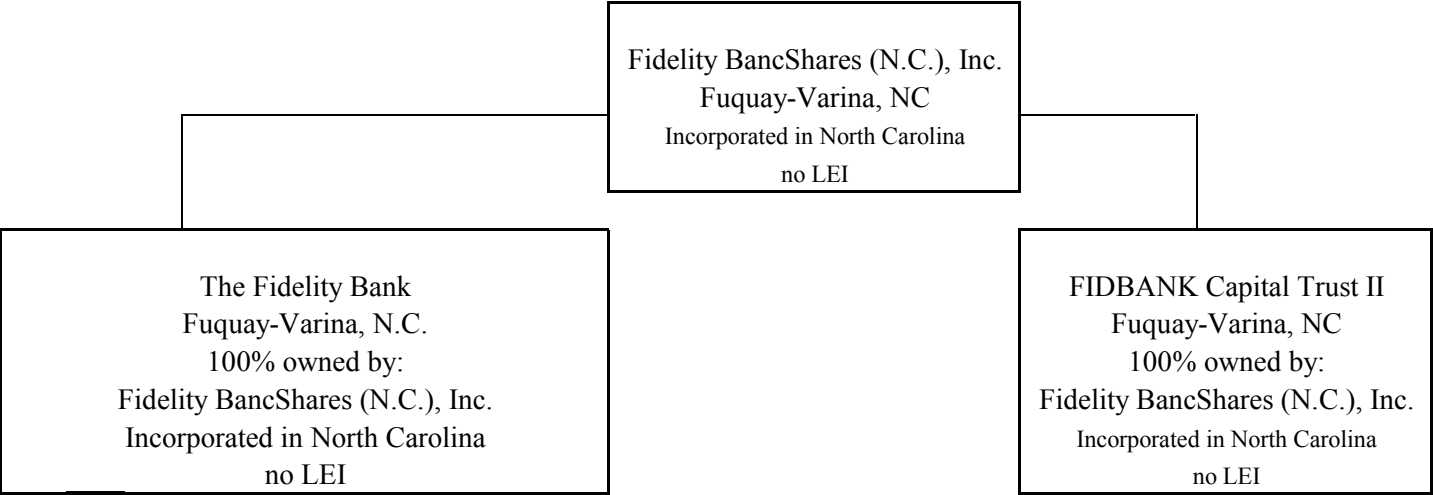 Fidelity BancShares (N.C.), Inc.
Fuquay-Varina, NC
Incorporated in North Carolina
no LEI
The Fidelity Bank
Fuquay-Varina, N.C.
100% owned by:
Fidelity BancShares (N.C.), Inc.
Incorporated in North Carolina
no LEI
FIDBANK Capital Trust II
Fuquay-Varina, NC
100% owned by:
Fidelity BancShares (N.C.), Inc.
Incorporated in North Carolina
no LEI